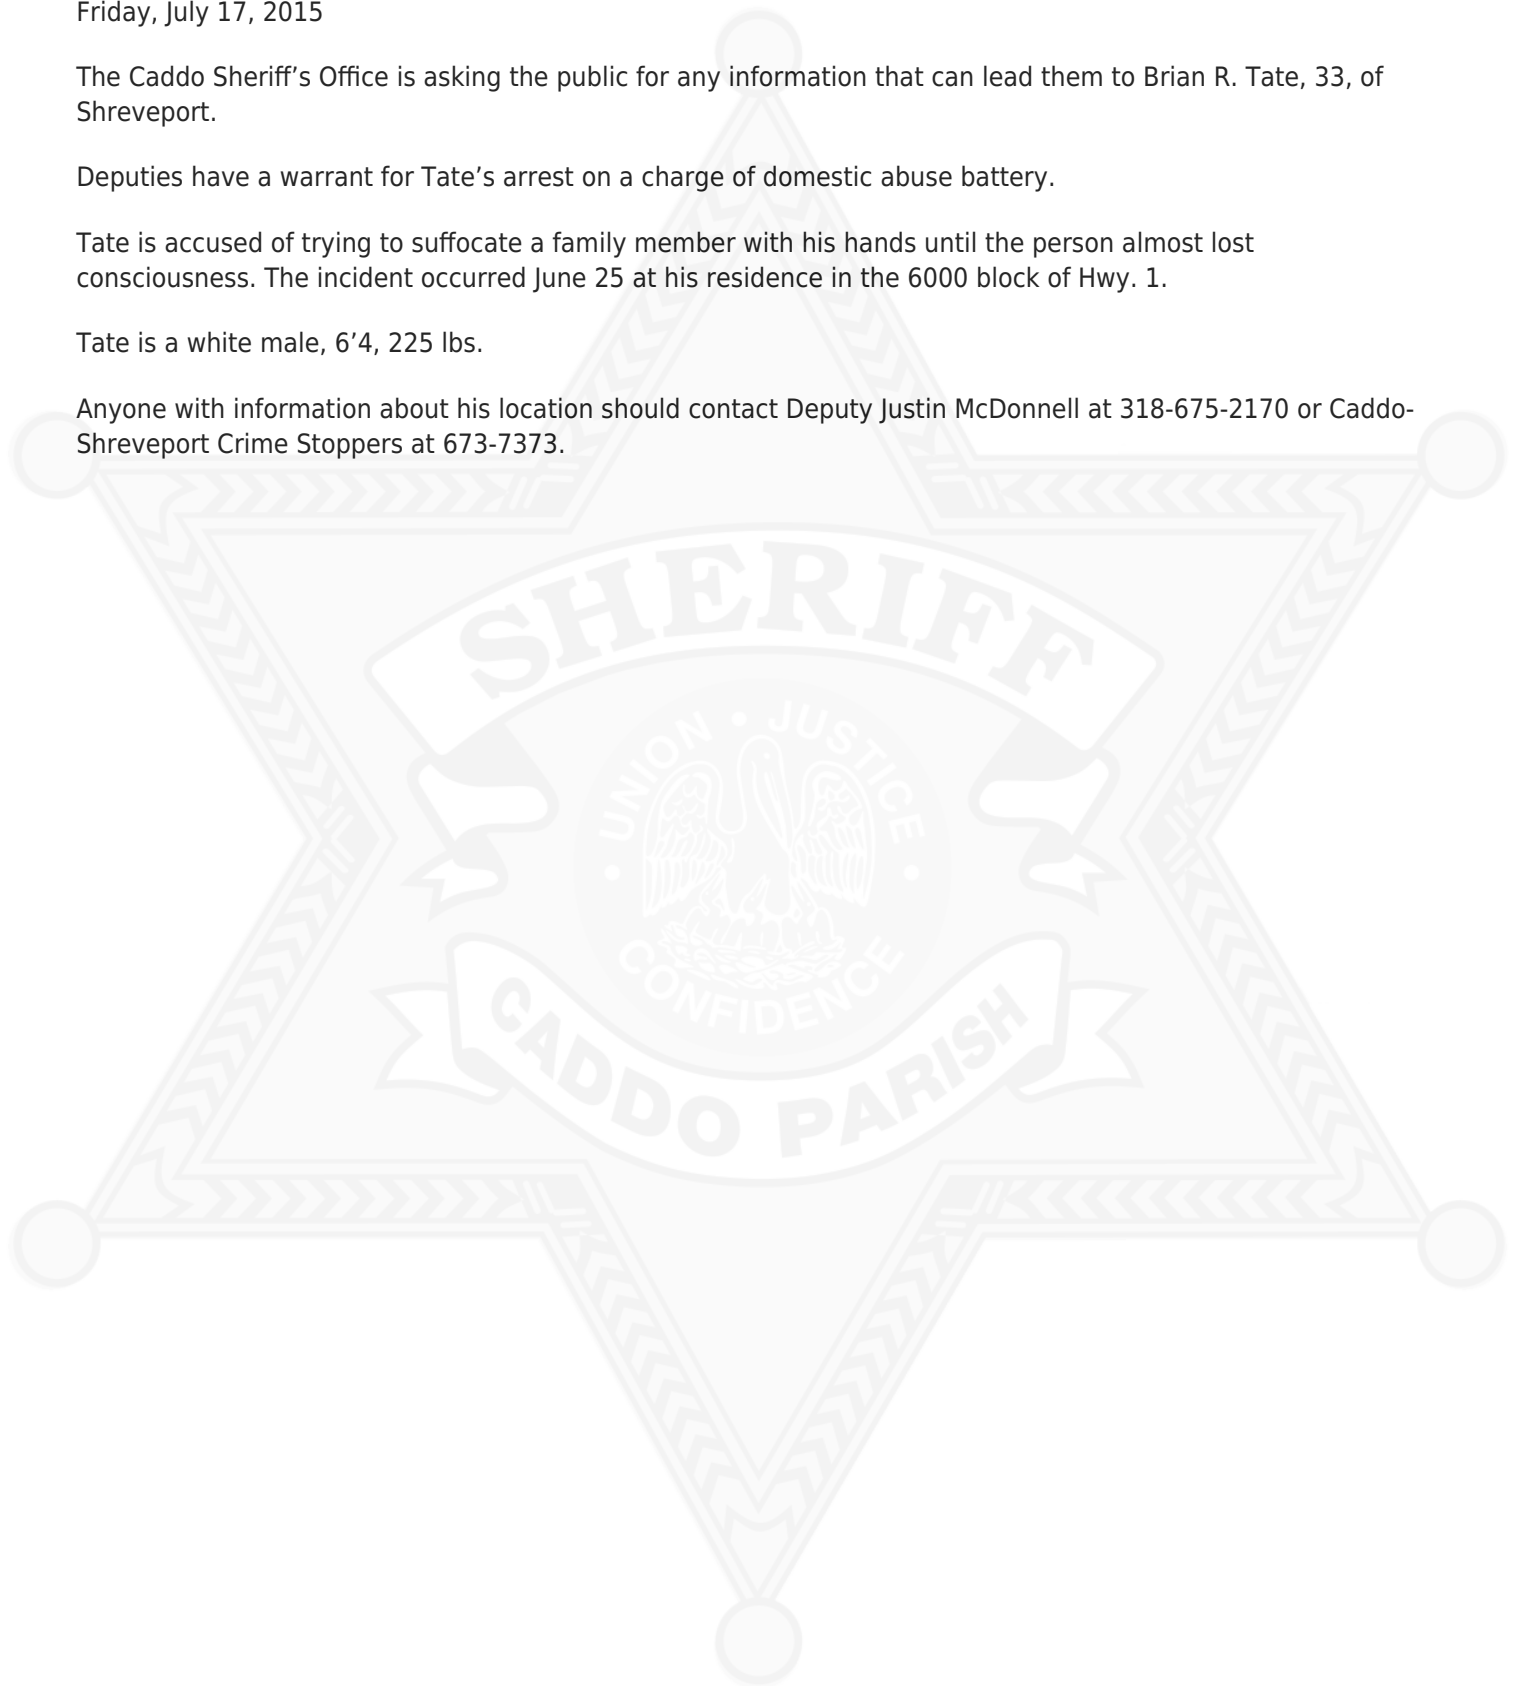 Friday, July 17, 2015
The Caddo Sheriff’s Office is asking the public for any information that can lead them to Brian R. Tate, 33, of
Shreveport.
Deputies have a warrant for Tate’s arrest on a charge of domestic abuse battery.
Tate is accused of trying to suffocate a family member with his hands until the person almost lost
consciousness. The incident occurred June 25 at his residence in the 6000 block of Hwy. 1.
Tate is a white male, 6’4, 225 lbs.
Anyone with information about his location should contact Deputy Justin McDonnell at 318-675-2170 or Caddo-
Shreveport Crime Stoppers at 673-7373.
SHERIFF
UNION • JUSTICE
• CONFIDENCE •
CADDO PARISH